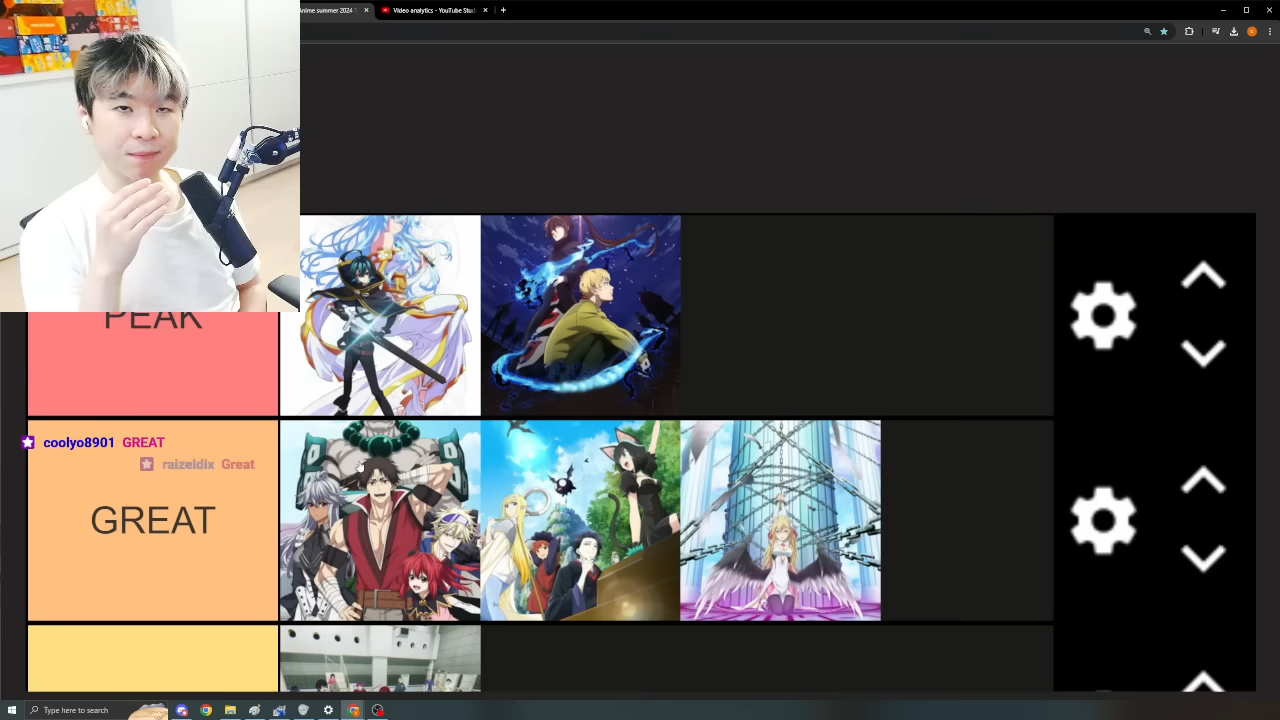 Anime summer 2024
Video analytics - YouTube Stud
PEAK
coolyo8901 GREAT
raizeldix Great
GREAT
Type here to search